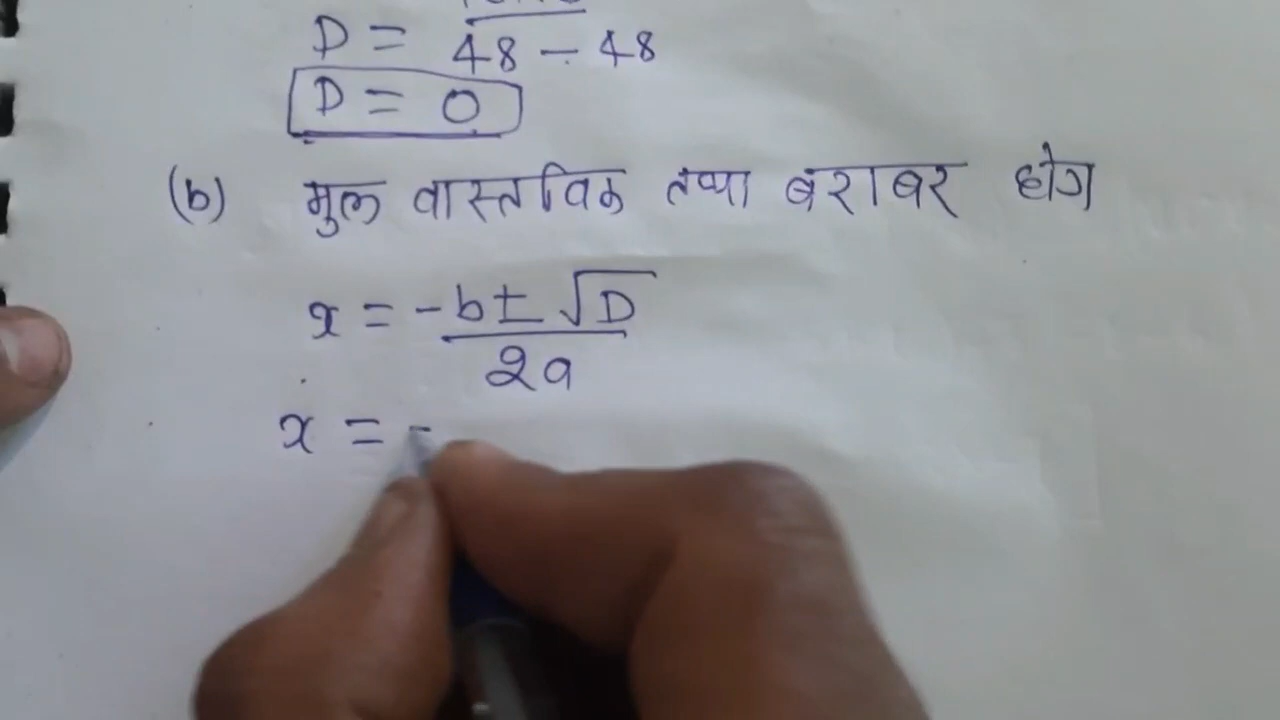 D = 48 - 48
D = 0
(b) मुल वास्तविक तथा बराबर होग
x = -b ± √D
2a
x = -